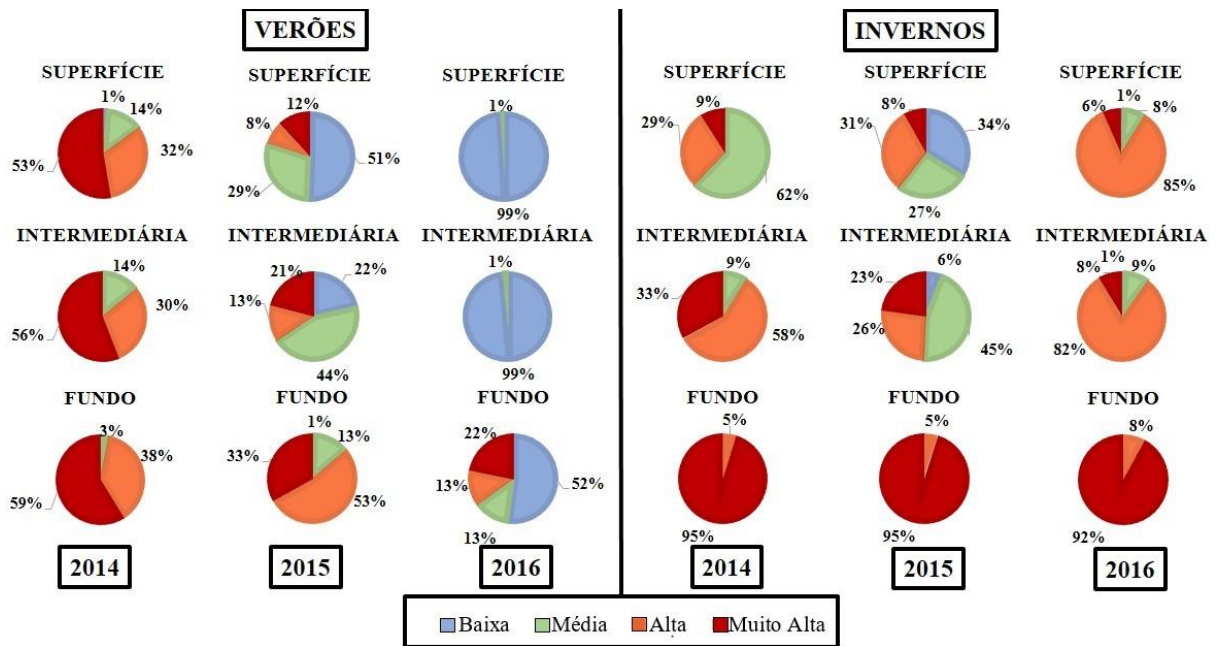 VERÕES
INVERNOS
SUPERFÍCIE
1%
14%
32%
53%
SUPERFÍCIE
12%
8%
51%
29%
SUPERFÍCIE
1%
99%
SUPERFÍCIE
9%
29%
62%
SUPERFÍCIE
8%
31%
34%
27%
SUPERFÍCIE
6%
1%
8%
85%
INTERMEDIÁRIA
14%
30%
56%
INTERMEDIÁRIA
21%
22%
13%
44%
INTERMEDIÁRIA
1%
99%
INTERMEDIÁRIA
9%
33%
58%
INTERMEDIÁRIA
6%
23%
26%
45%
INTERMEDIÁRIA
8%
1%
9%
82%
FUNDO
3%
38%
59%
FUNDO
1%
13%
33%
53%
FUNDO
22%
52%
13%
13%
FUNDO
5%
95%
FUNDO
5%
95%
FUNDO
8%
92%
2014
2015
2016
2014
2015
2016
Baixa
Média
Alta
Muito Alta